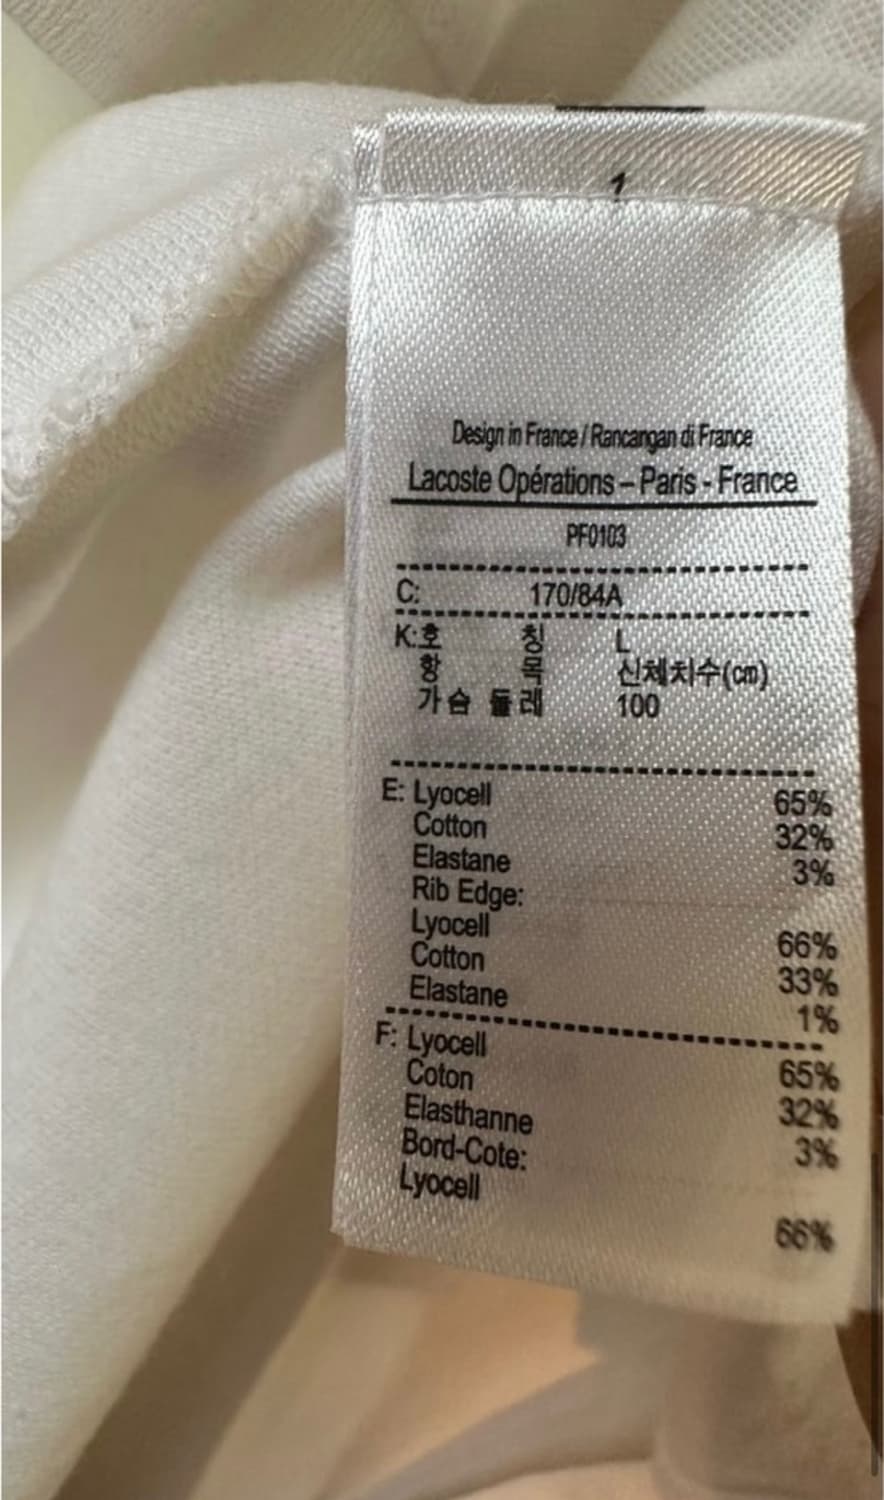 1
Design in France / Rancangan di France
Lacoste Opérations – Paris - France
PF0103
C: 170/84A
K:호 칭 L
항 목 신체치수(cm)
가슴 둘레 100
E: Lyocell 65%
Cotton 32%
Elastane 3%
Rib Edge:
Lyocell 66%
Cotton 33%
Elastane 1%
F: Lyocell 65%
Coton 32%
Elasthanne 3%
Bord-Cote:
Lyocell 66%